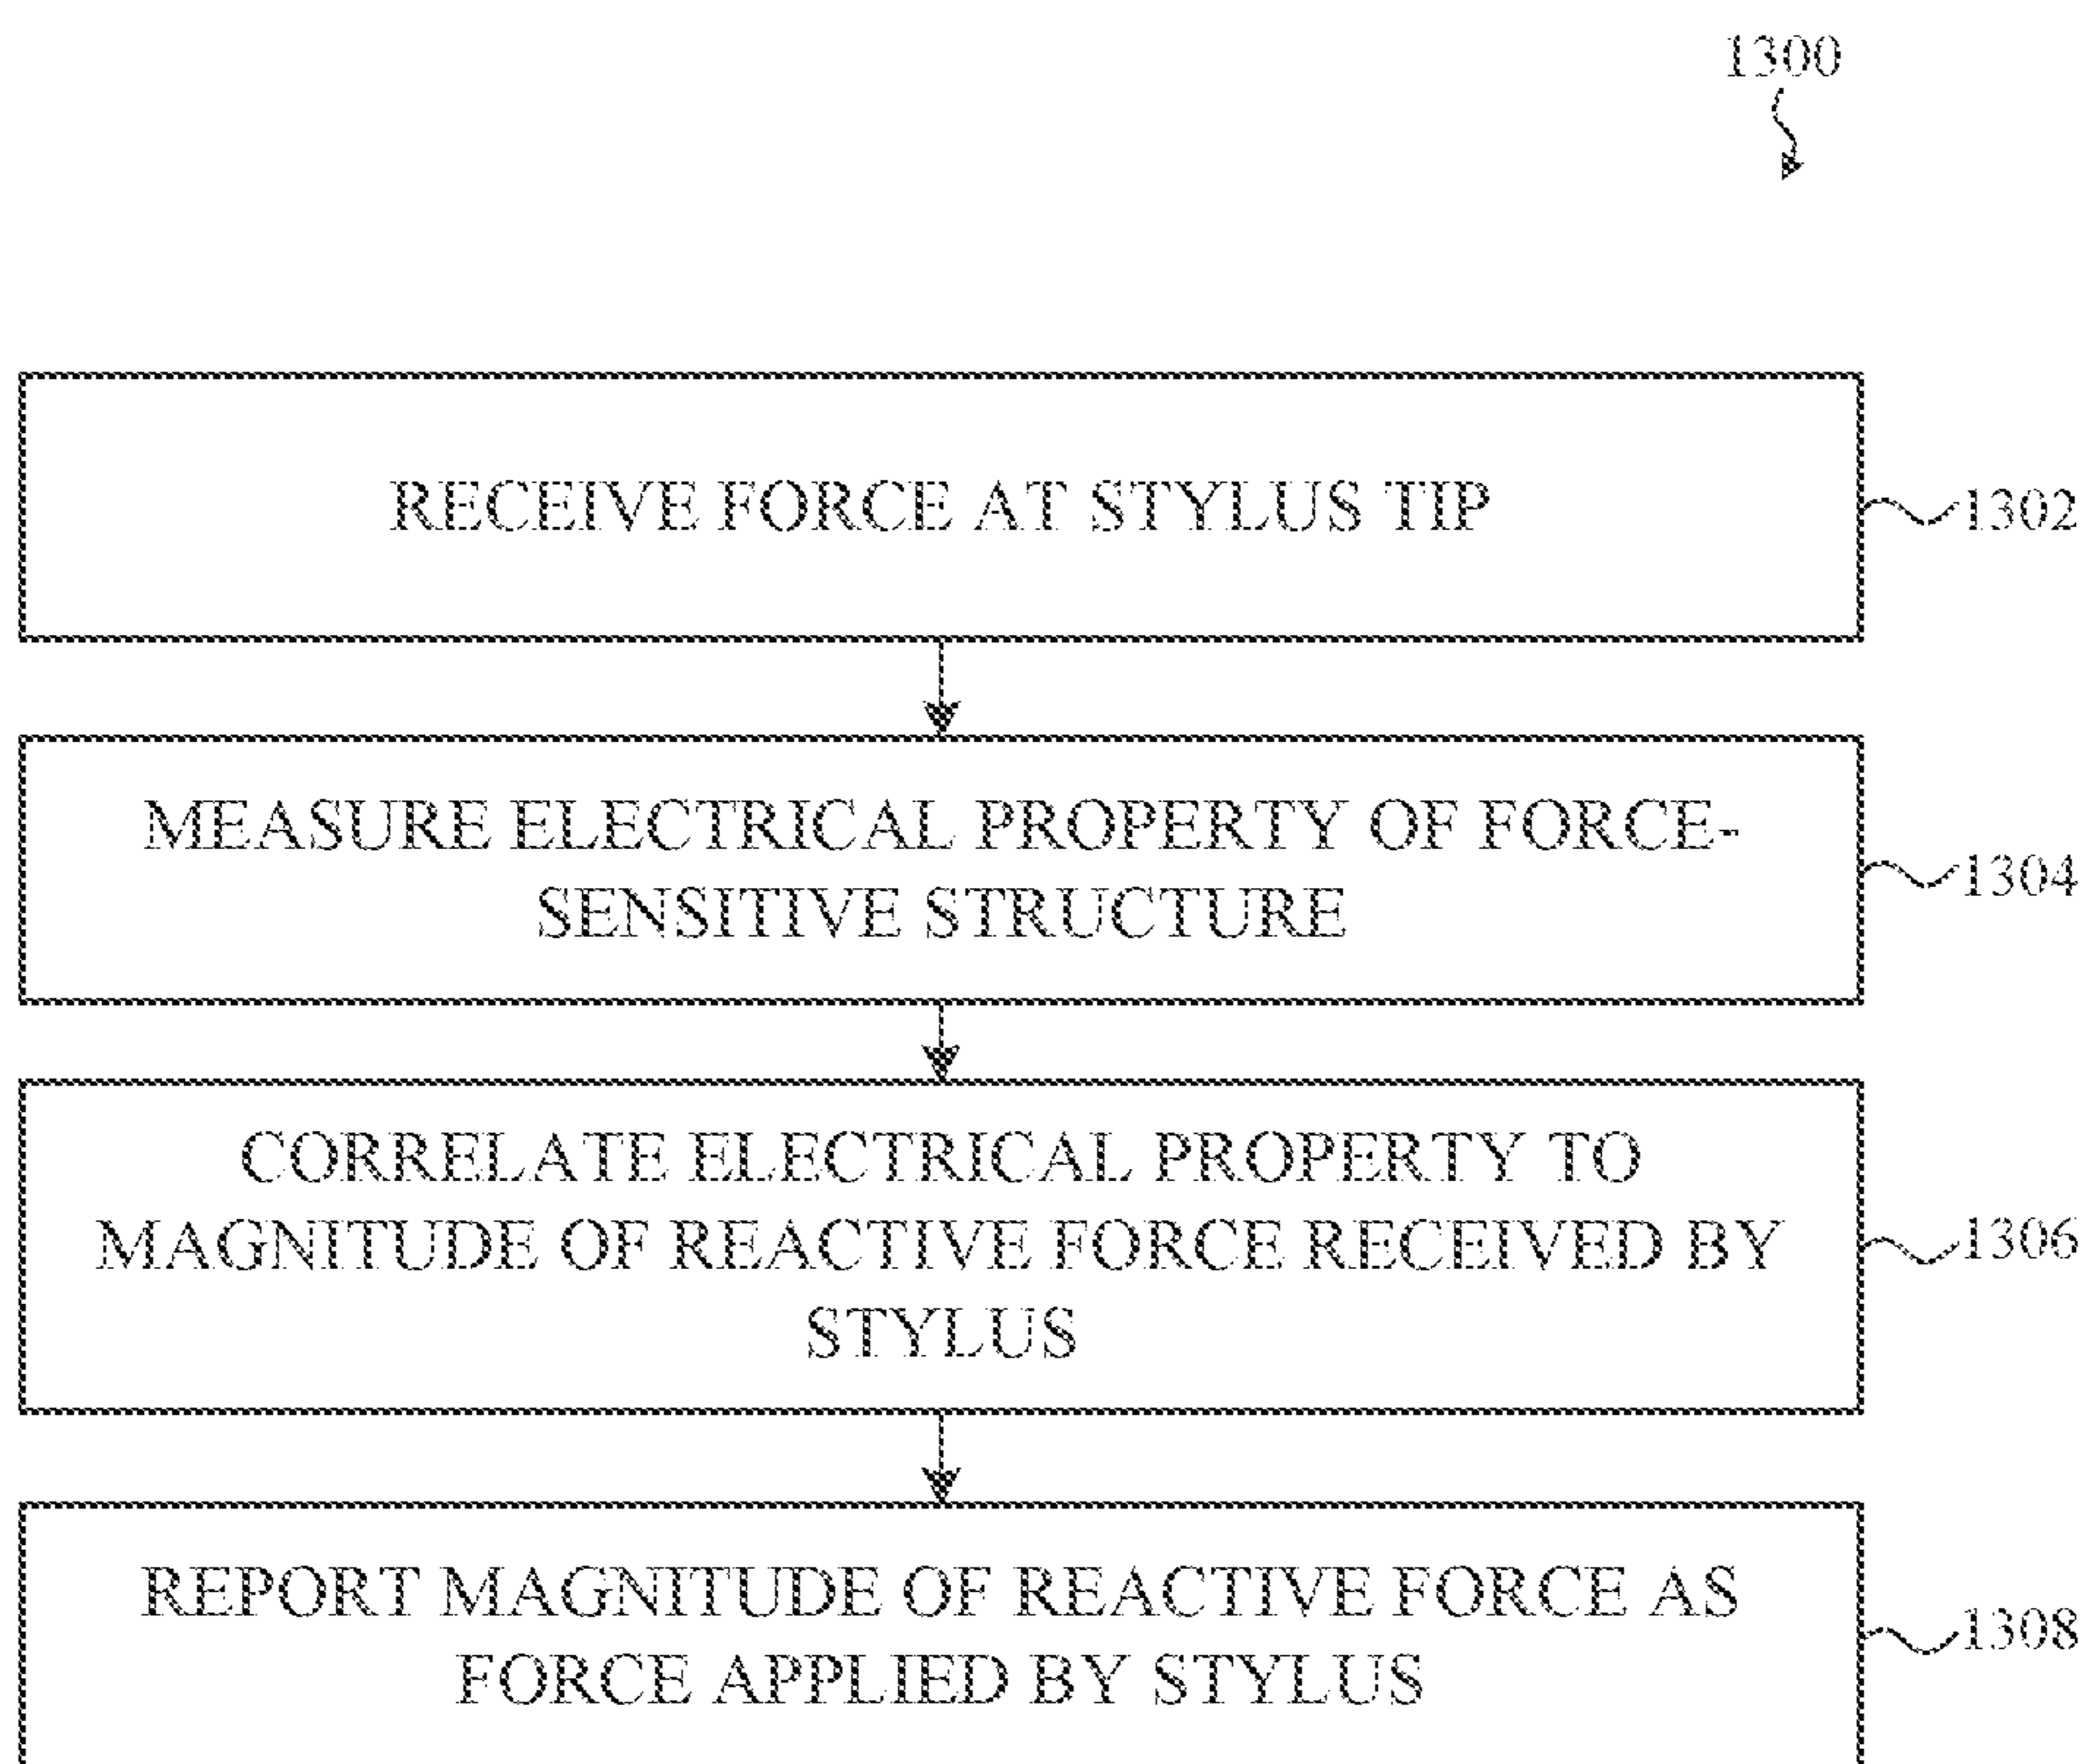 1300
RECEIVE FORCE AT STYLUS TIP
1302
MEASURE ELECTRICAL PROPERTY OF FORCE-
SENSITIVE STRUCTURE
1304
CORRELATE ELECTRICAL PROPERTY TO
MAGNITUDE OF REACTIVE FORCE RECEIVED BY
STYLUS
1306
REPORT MAGNITUDE OF REACTIVE FORCE AS
FORCE APPLIED BY STYLUS
1308